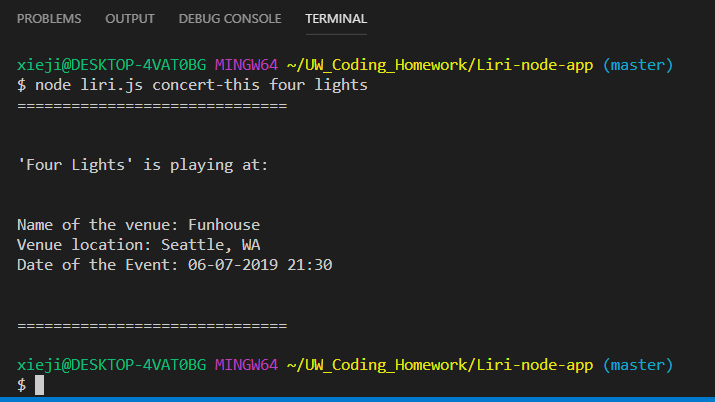 PROBLEMS OUTPUT DEBUG CONSOLE TERMINAL
xieji@DESKTOP-4VAT0BG MINGW64 ~/UW_Coding_Homework/Liri-node-app (master)
$ node liri.js concert-this four lights
==============================
'Four Lights' is playing at:
Name of the venue: Funhouse
Venue location: Seattle, WA
Date of the Event: 06-07-2019 21:30
==============================
xieji@DESKTOP-4VAT0BG MINGW64 ~/UW_Coding_Homework/Liri-node-app (master)
$